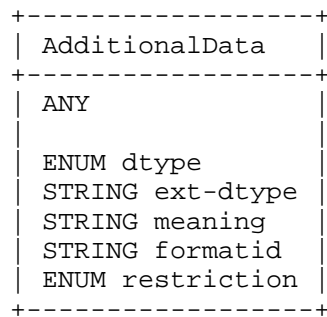 +------------------+
| AdditionalData   |
+------------------+
| ANY              |
|                  |
| ENUM dtype       |
| STRING ext-dtype |
| STRING meaning   |
| STRING formatid  |
| ENUM restriction |
+------------------+